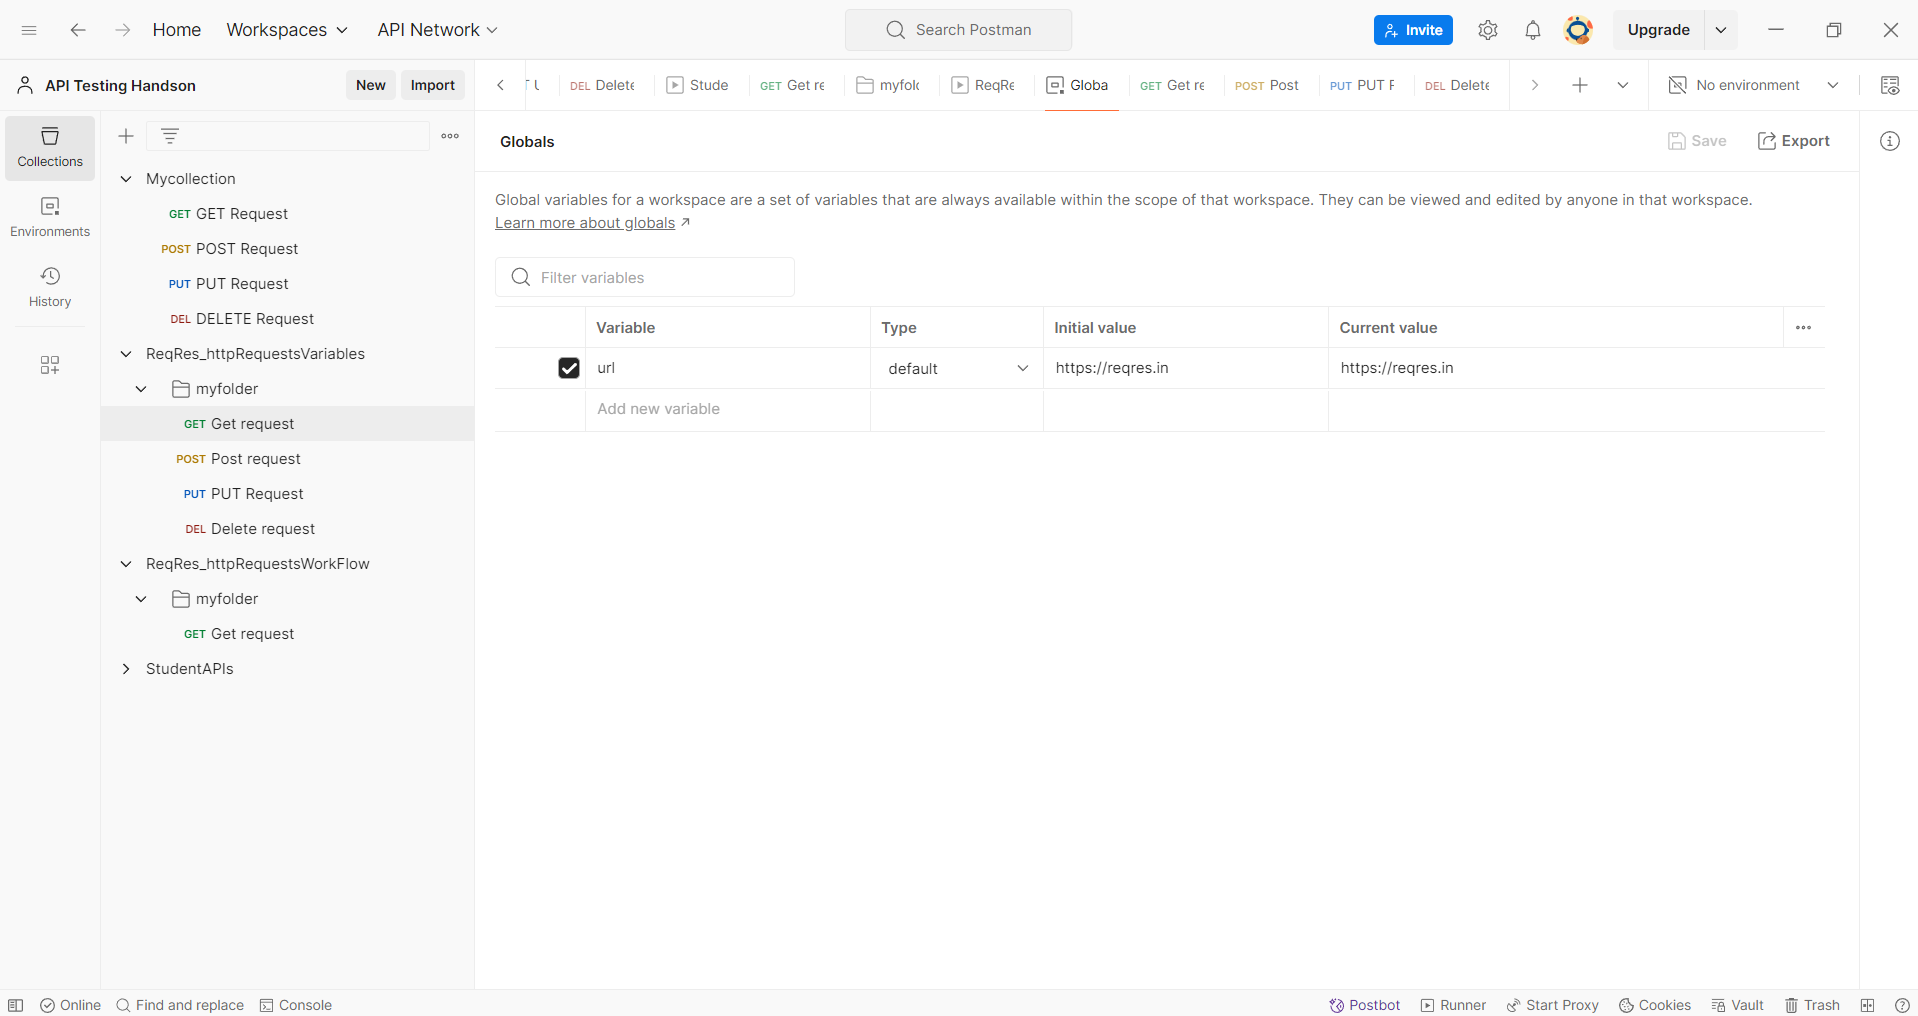 Home Workspaces API Network Search Postman Invite Upgrade
API Testing Handson New Import T U DEL Delete Stude GET Get re myfol ReqRe Globa GET Get re POST Post PUT PUT F DEL Delete No environment
Collections
Environments
History
Mycollection
GET GET Request
POST POST Request
PUT PUT Request
DEL DELETE Request
ReqRes_httpRequestsVariables
myfolder
GET Get request
POST Post request
PUT PUT Request
DEL Delete request
ReqRes_httpRequestsWorkFlow
myfolder
GET Get request
StudentAPIs
Globals Save Export
Global variables for a workspace are a set of variables that are always available within the scope of that workspace. They can be viewed and edited by anyone in that workspace.
Learn more about globals ↗
Filter variables
Variable Type Initial value Current value
url default https://reqres.in https://reqres.in
Add new variable
Online Find and replace Console Postbot Runner Start Proxy Cookies Vault Trash